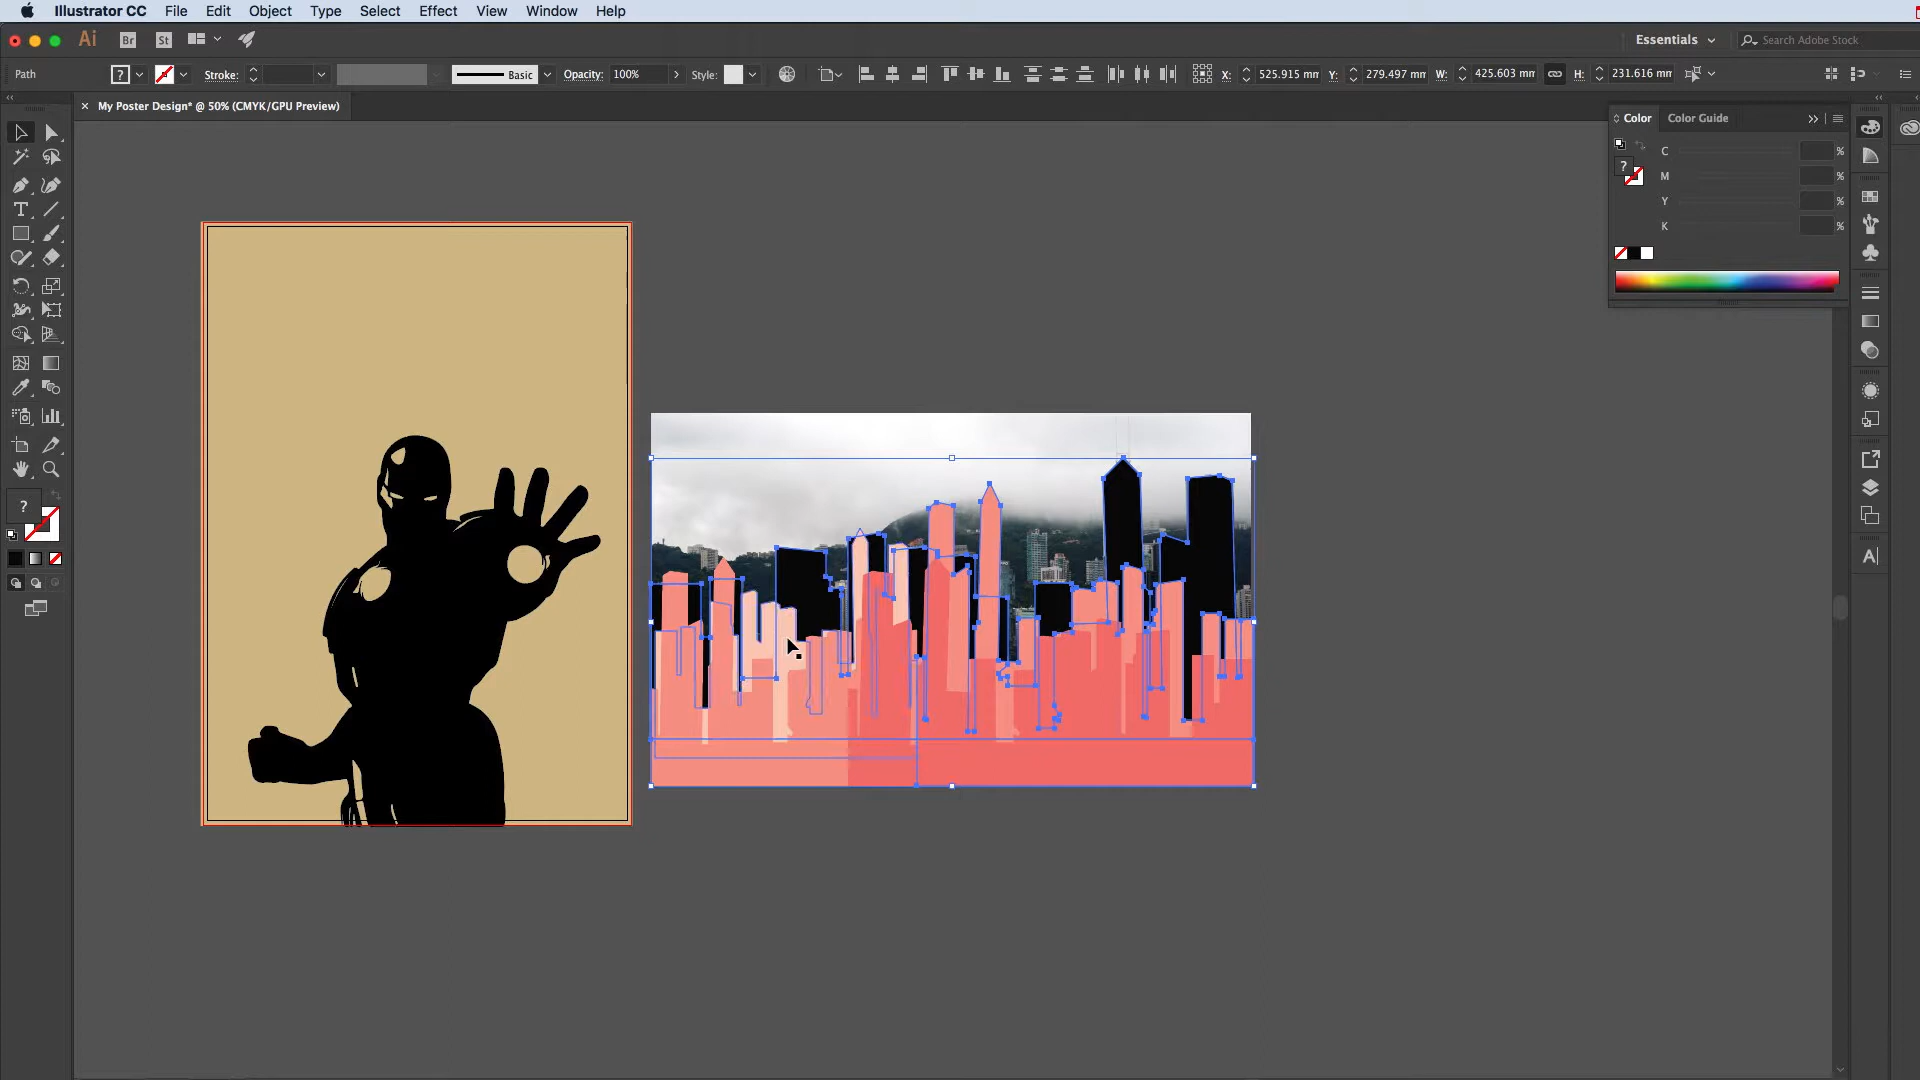 Illustrator CC File Edit Object Type Select Effect View Window Help
Ai Br St Essentials Search Adobe Stock
Path ? Stroke: Basic Opacity: 100% Style: X: 525.915 mm Y: 279.497 mm W: 425.603 mm H: 231.616 mm
× My Poster Design* @ 50% (CMYK/GPU Preview)
Color Color Guide
C %
? M %
Y %
K %
T
?
A